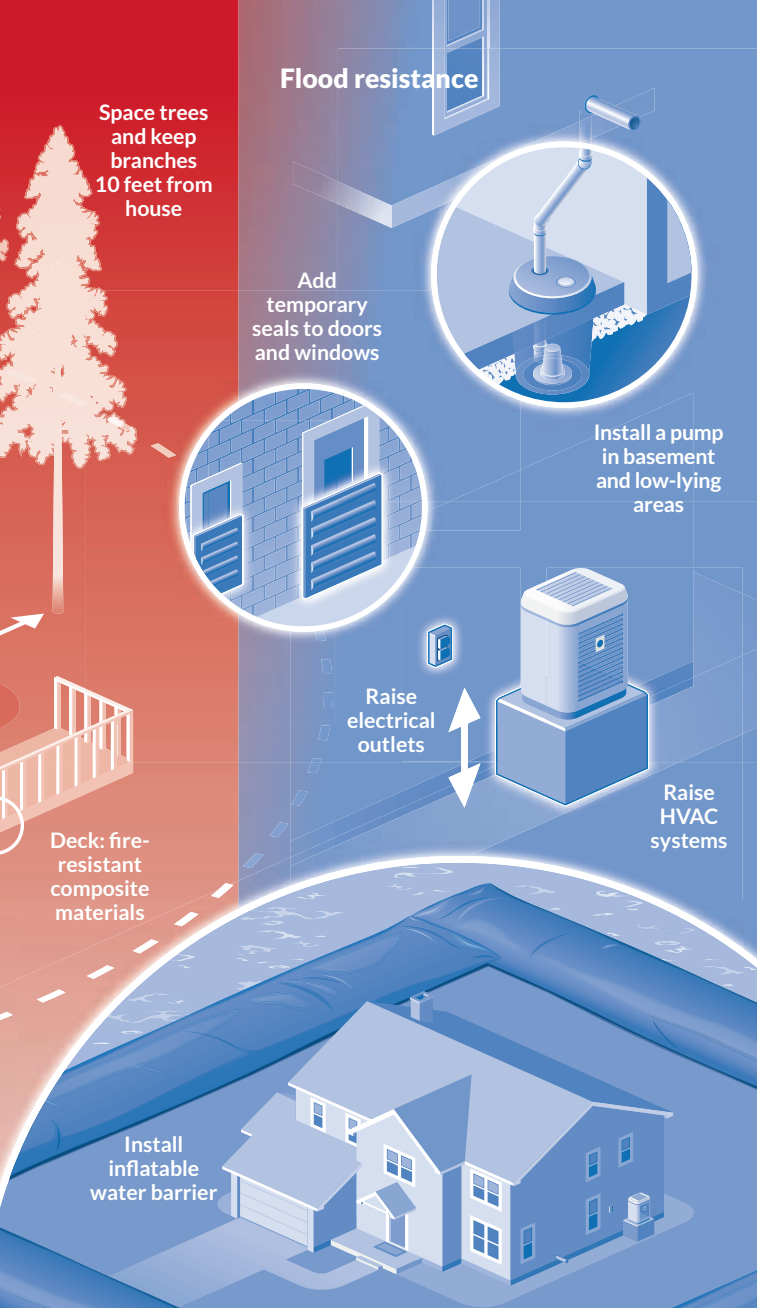 Flood resistance
Space trees
and keep
branches
10 feet from
house
Add
temporary
seals to doors
and windows
Install a pump
in basement
and low-lying
areas
Raise
electrical
outlets
Raise
HVAC
systems
Deck: fire-
resistant
composite
materials
Install
inflatable
water barrier